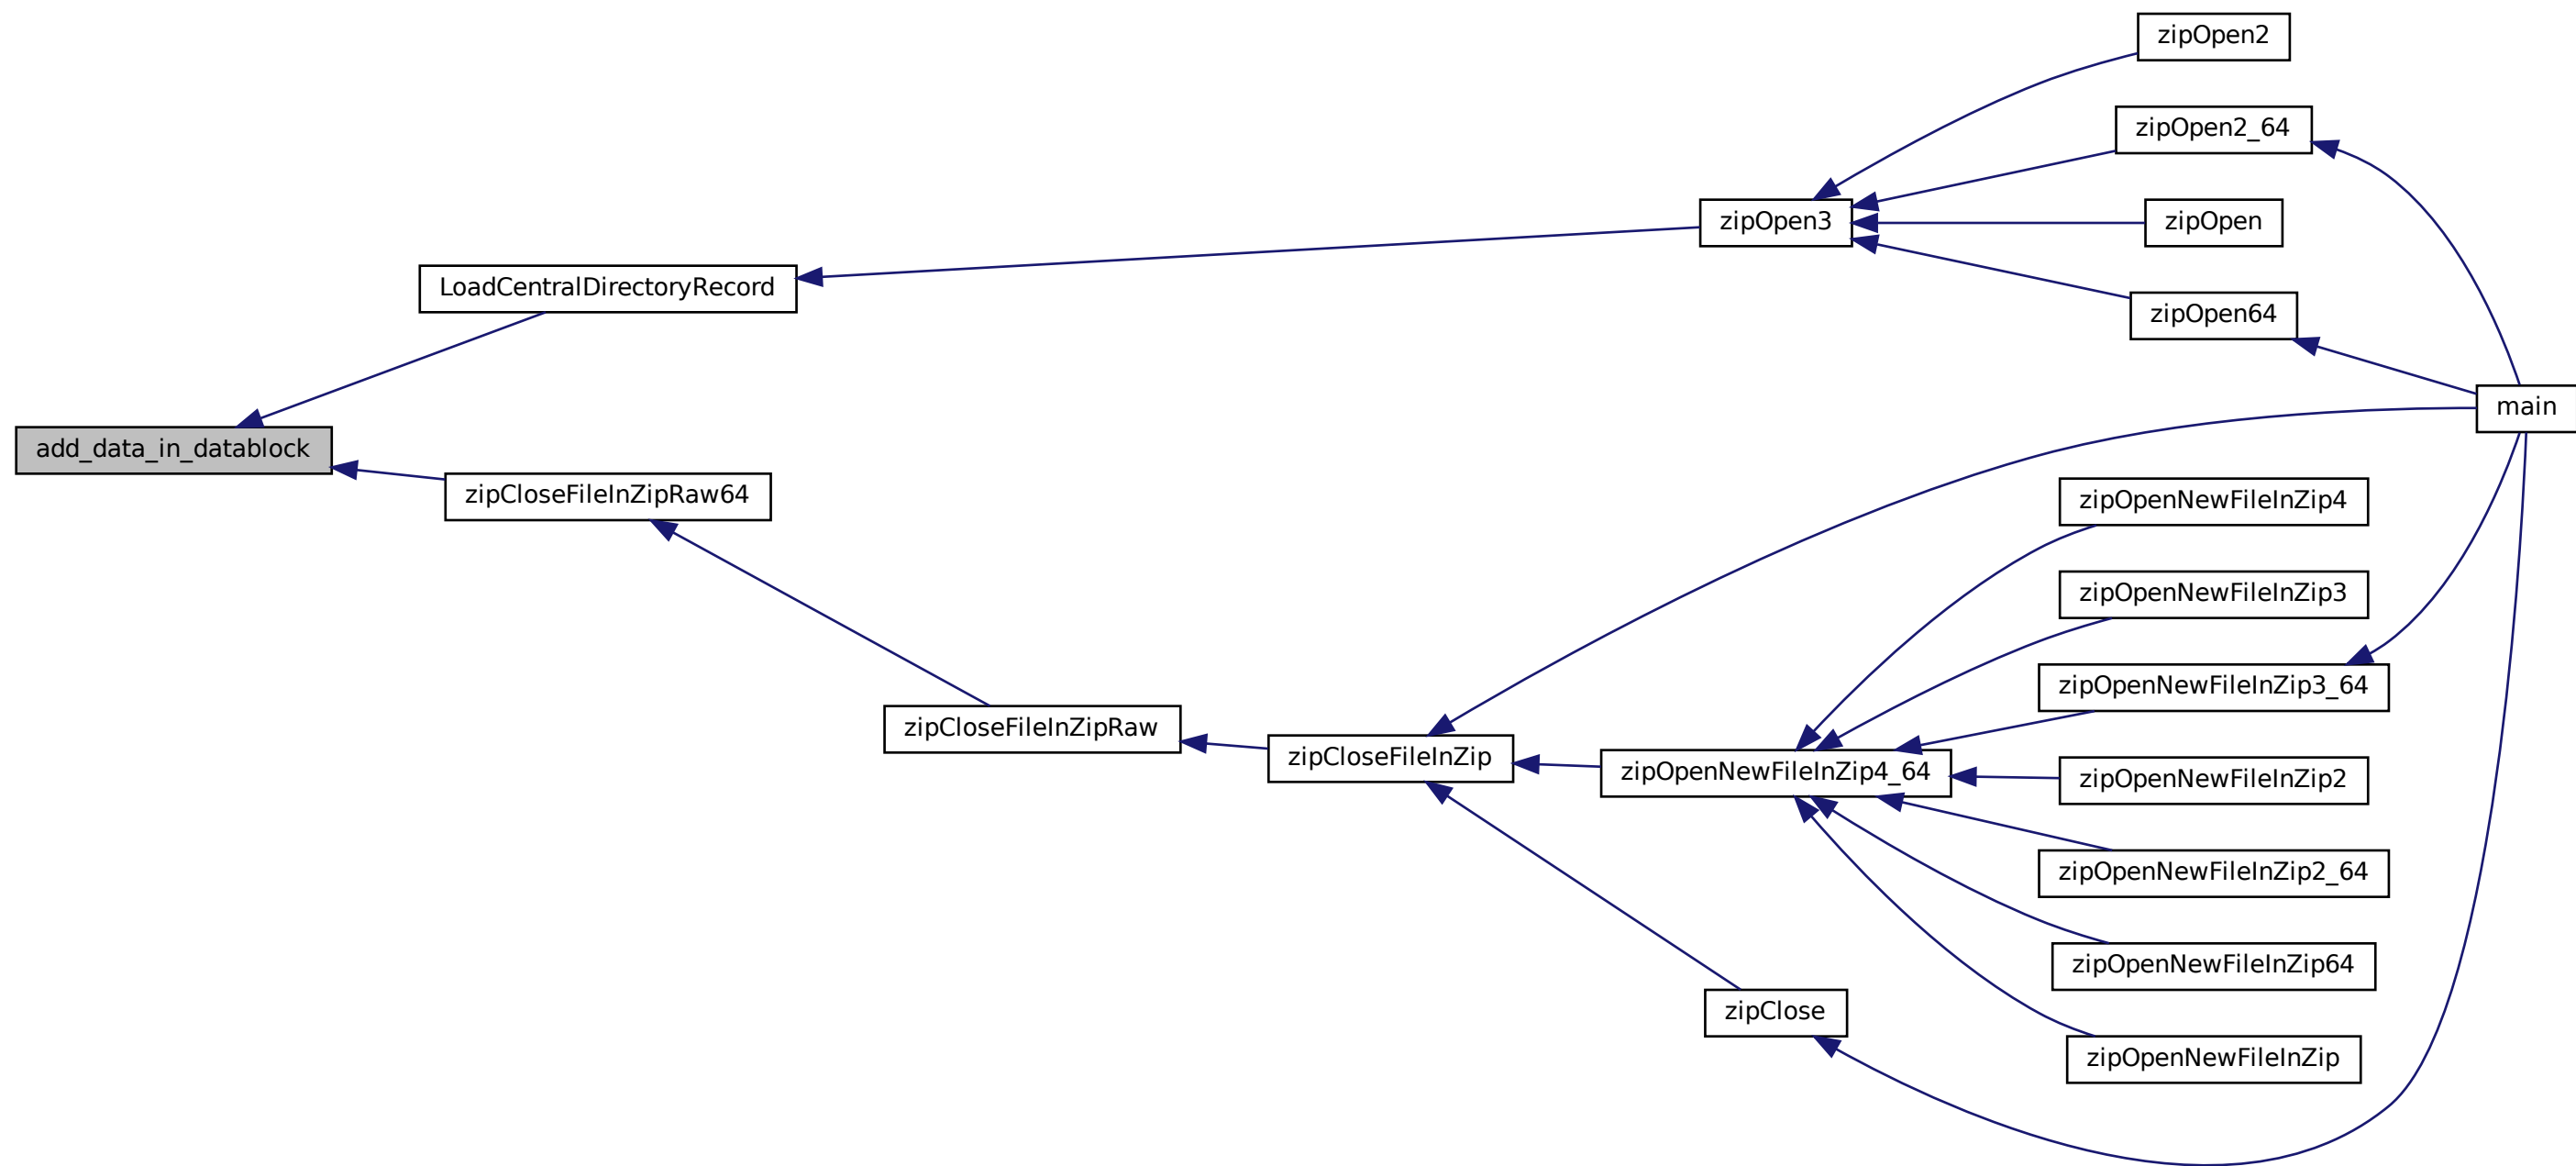 zipOpen2
zipOpen2_64
zipOpen3
zipOpen
LoadCentralDirectoryRecord
zipOpen64
main
add_data_in_datablock
zipCloseFileInZipRaw64
zipOpenNewFileInZip4
zipOpenNewFileInZip3
zipOpenNewFileInZip3_64
zipCloseFileInZipRaw
zipCloseFileInZip
zipOpenNewFileInZip4_64
zipOpenNewFileInZip2
zipOpenNewFileInZip2_64
zipOpenNewFileInZip64
zipClose
zipOpenNewFileInZip